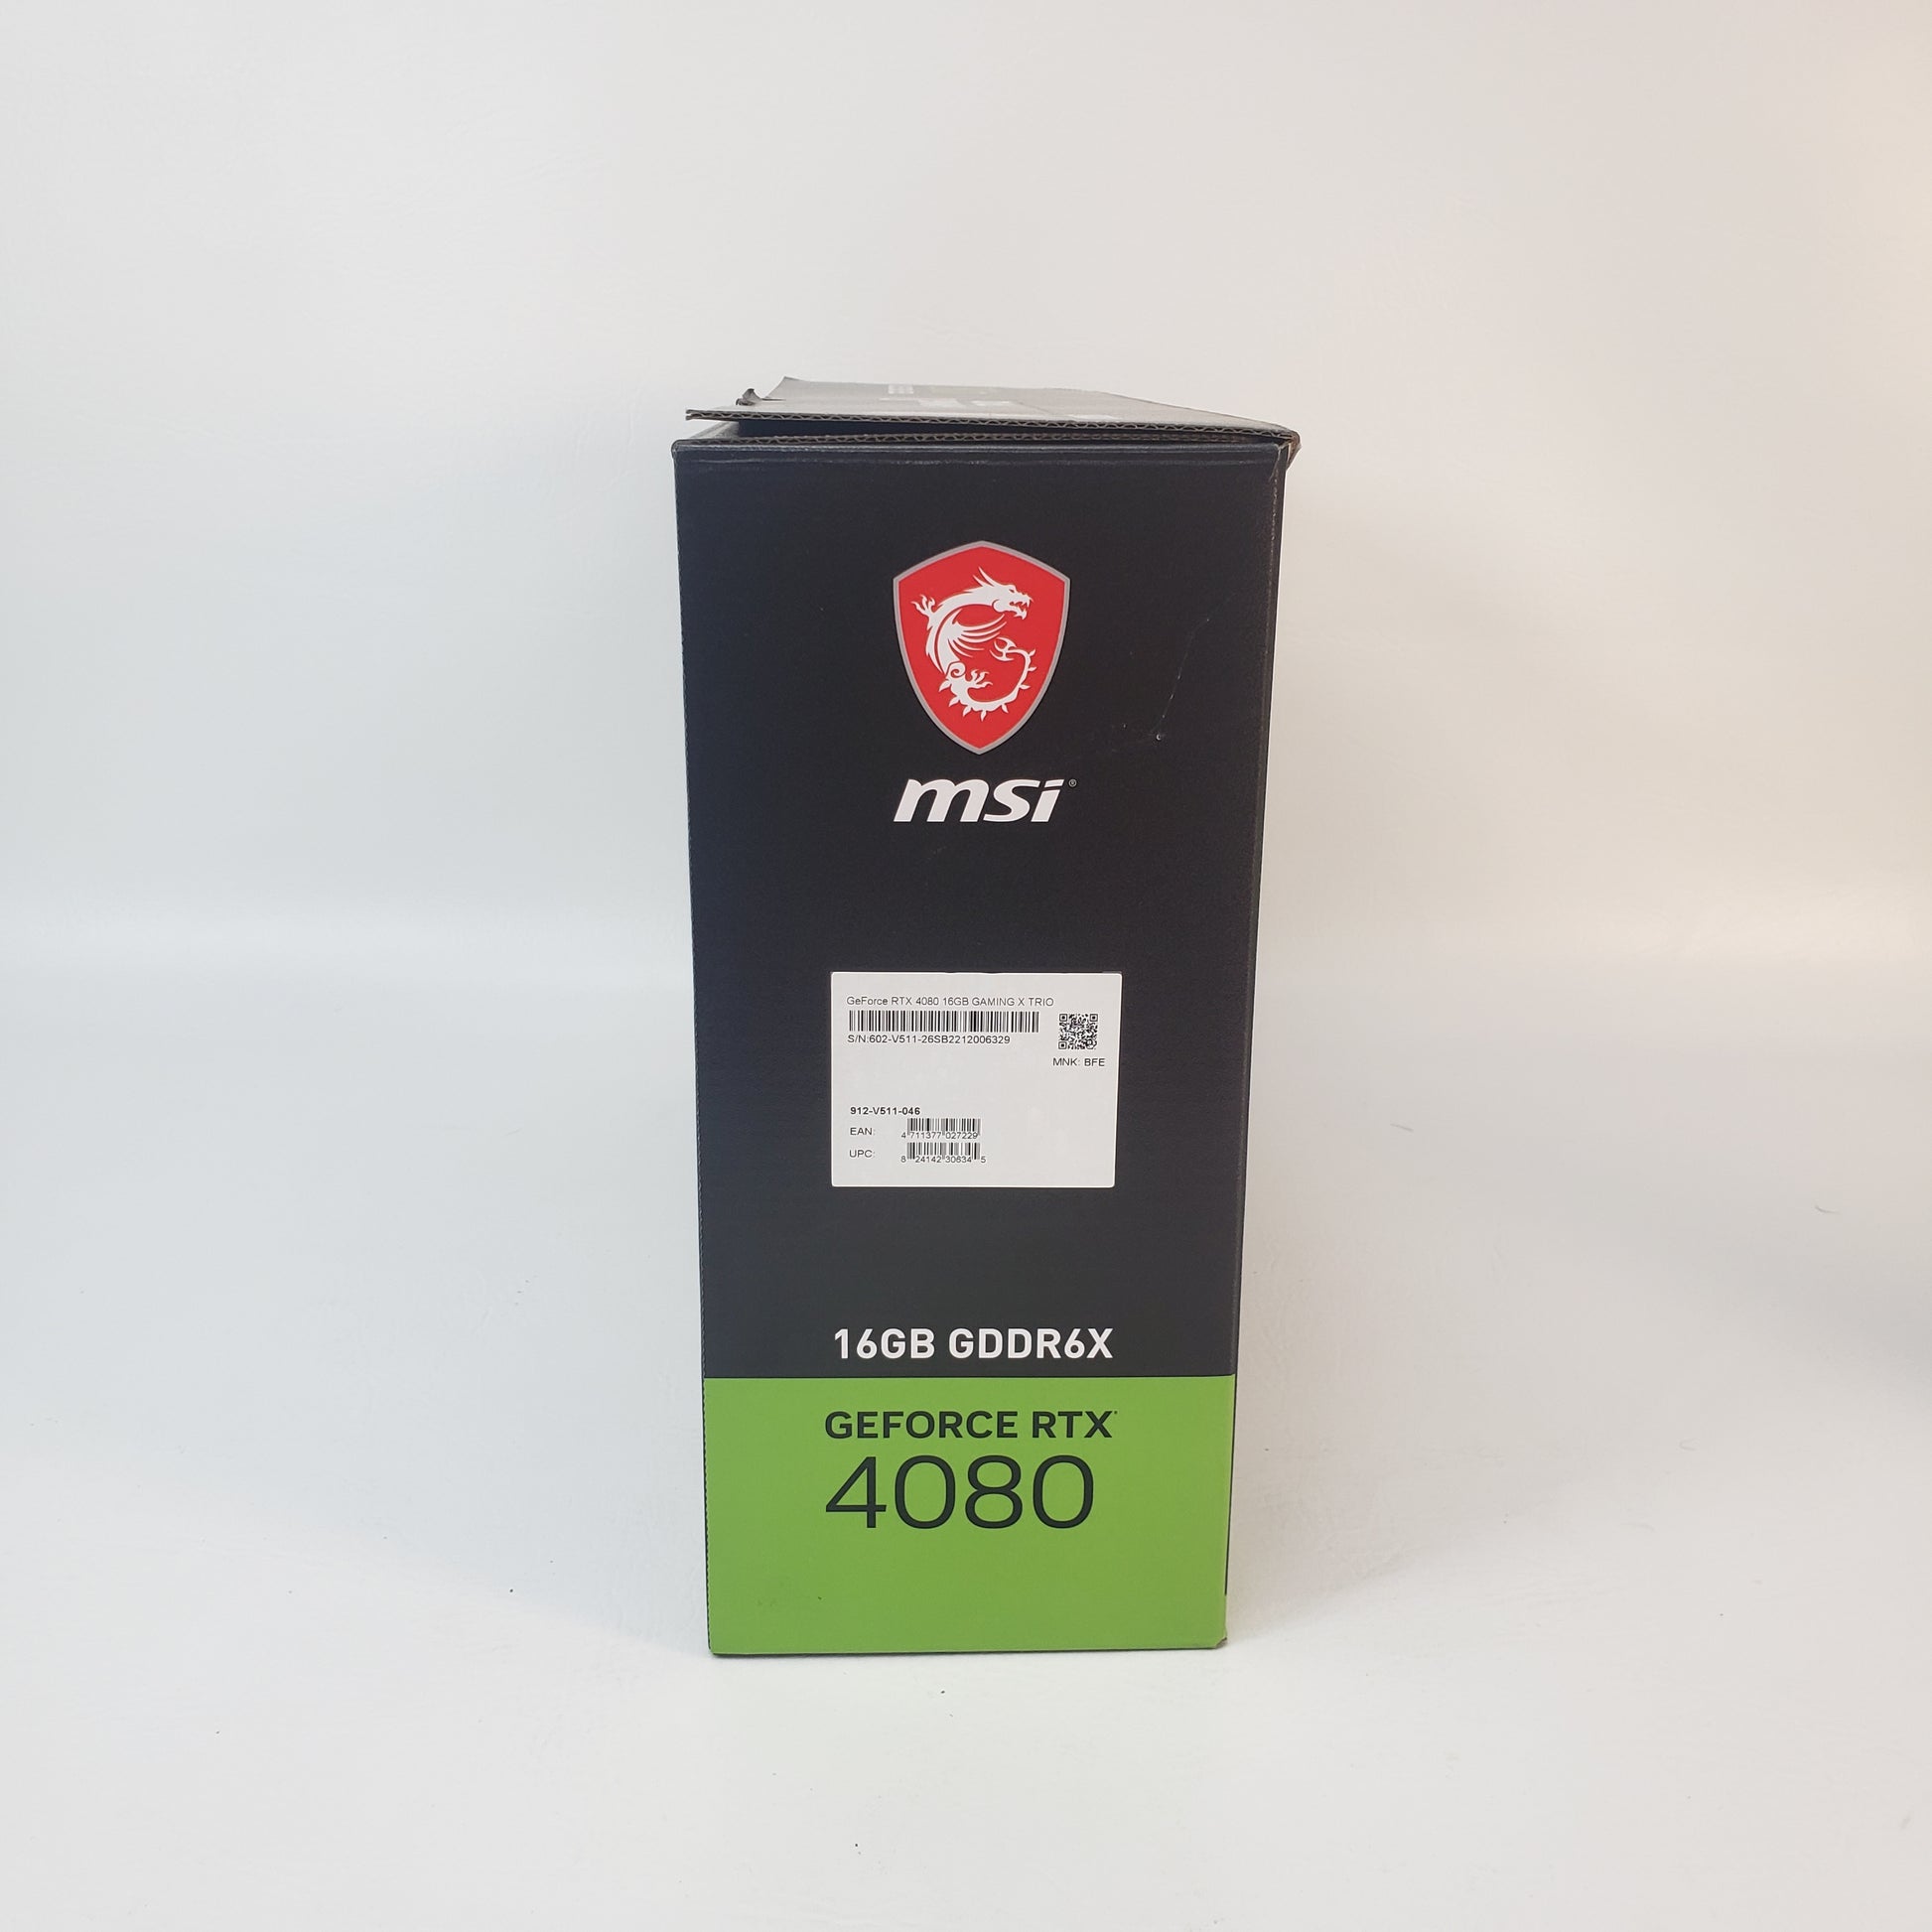 msi®
GeForce RTX 4080 16GB GAMING X TRIO
S/N:602-V511-26SB2212006329
MNK: BFE
912-V511-046
EAN:
4 711377 027229
UPC:
8 24142 30634 5
16GB GDDR6X
GEFORCE RTX
4080